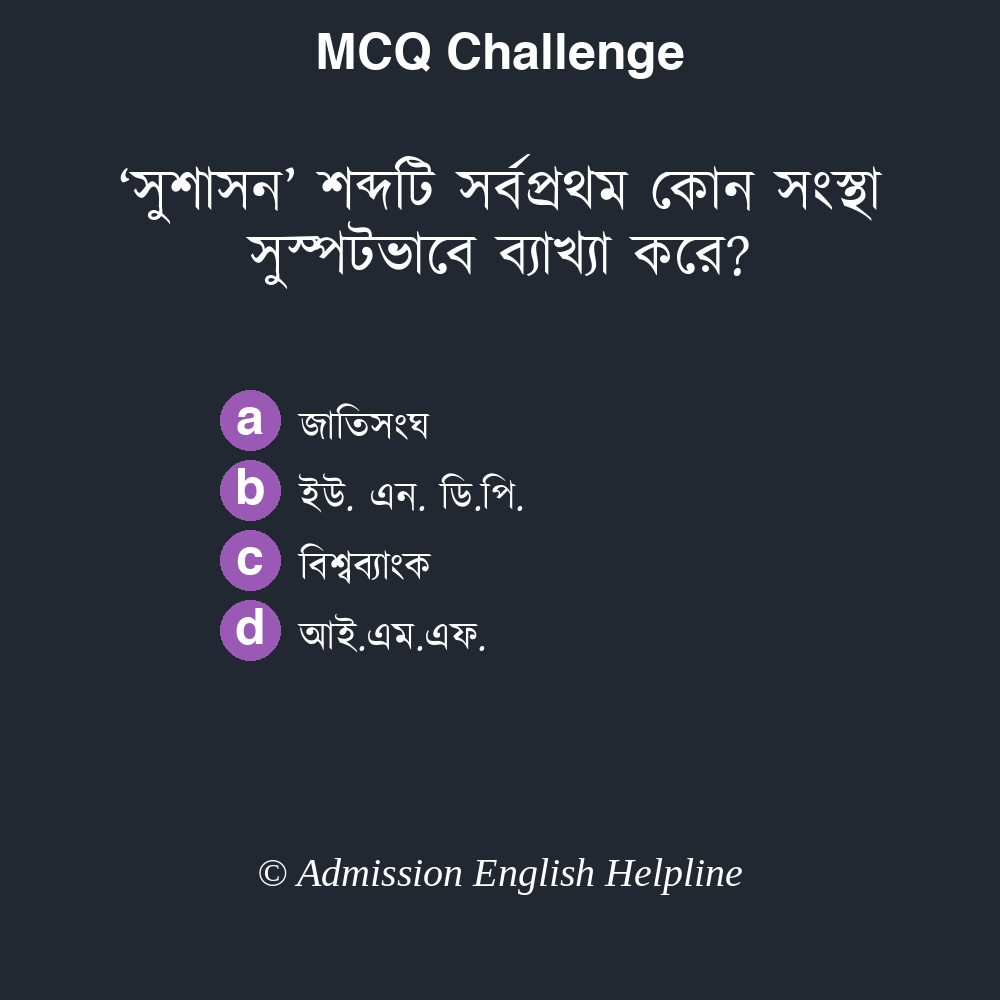 MCQ Challenge
‘সুশাসন’ শব্দটি সর্বপ্রথম কোন সংস্থা
সুস্পটভাবে ব্যাখ্যা করে?
a জাতিসংঘ
b ইউ. এন. ডি.পি.
c বিশ্বব্যাংক
d আই.এম.এফ.
© Admission English Helpline